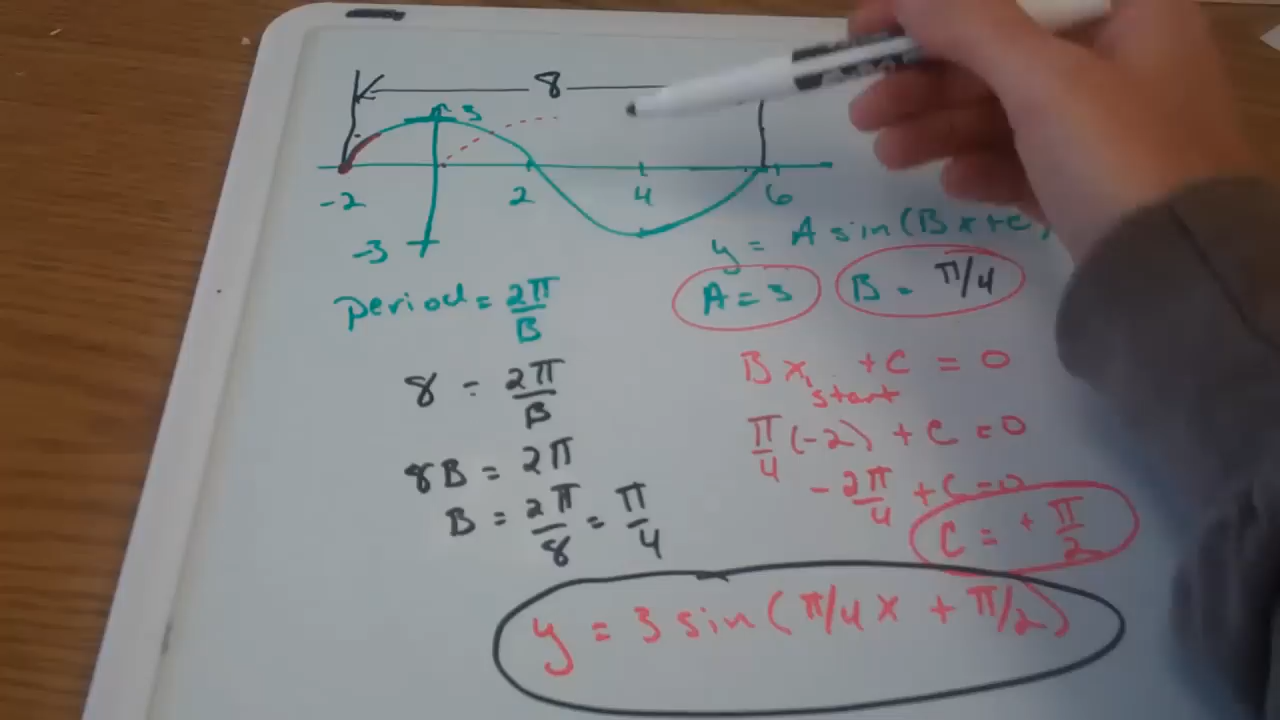 8
3
-2 2 4 6
-3
y = A sin(Bx+c)
period = 2π/B
A = 3
B = π/4
8 = 2π/B
8B = 2π
B = 2π/8 = π/4
Bx, + C = 0
start
π/4 (-2) + C = 0
- 2π/4 + C = 0
C = + π/2
y = 3 sin(π/4 x + π/2)